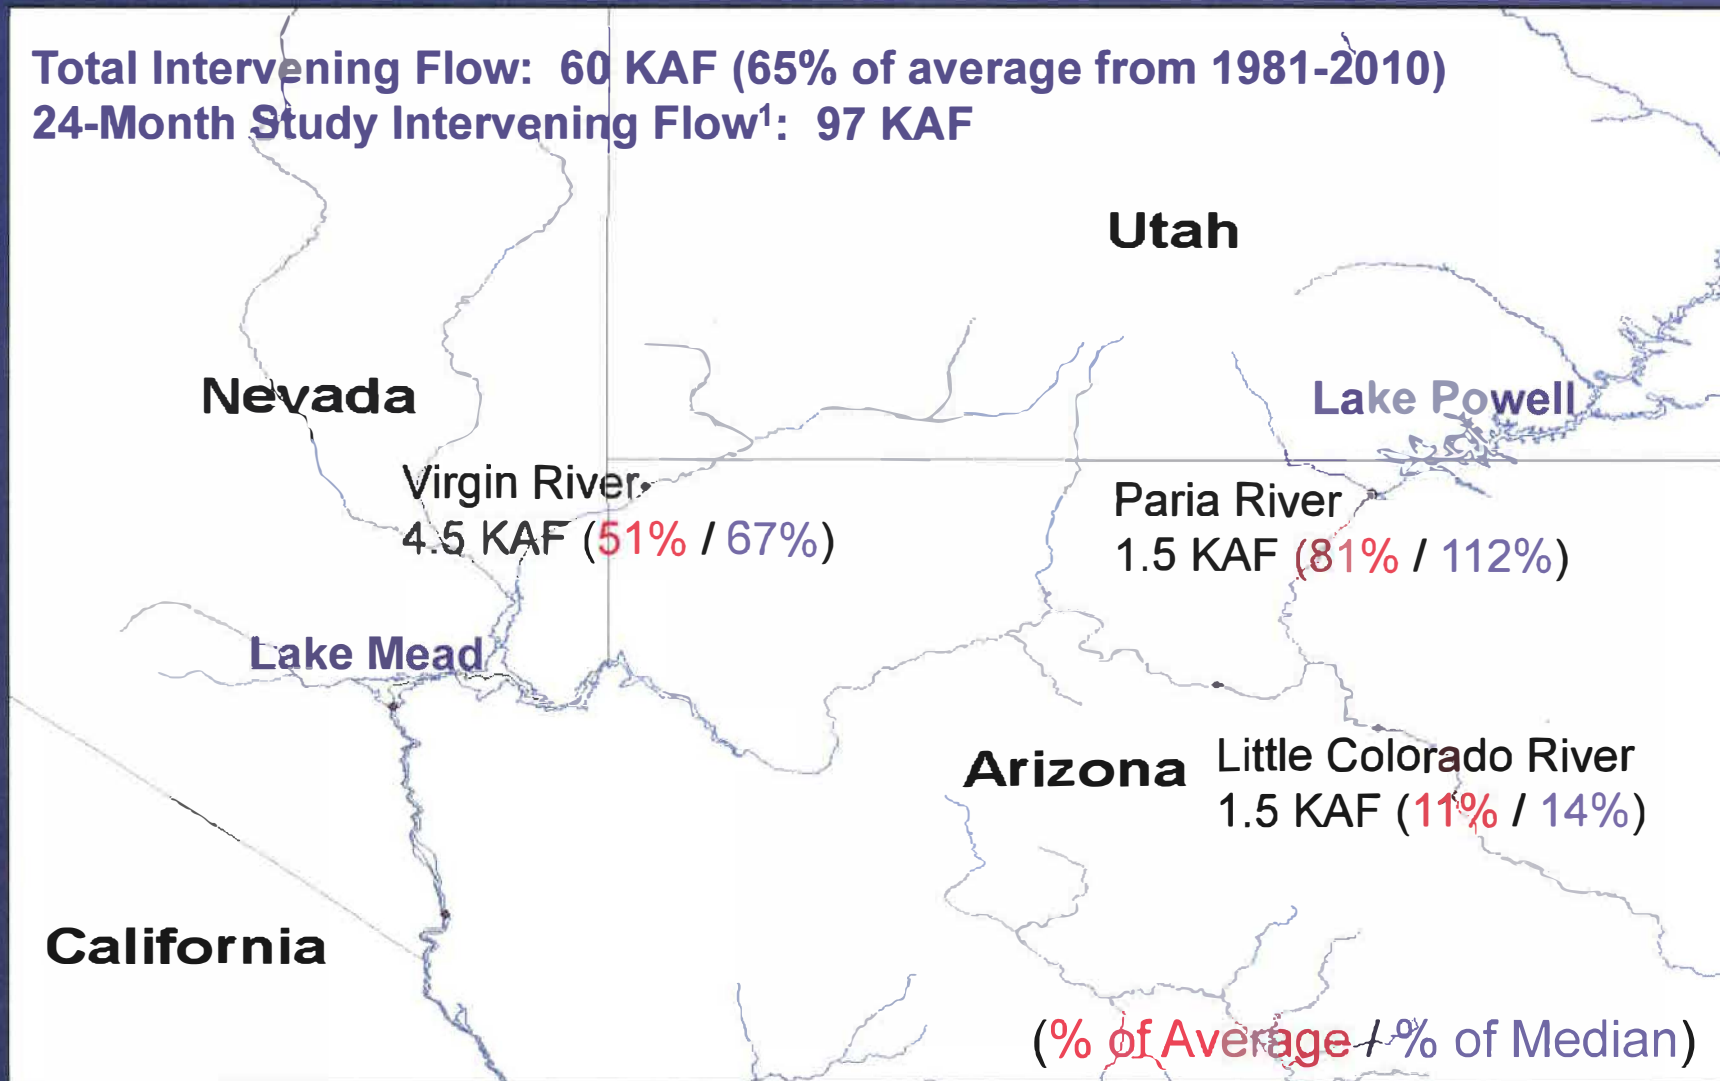 Total Intervening Flow: 60 KAF (65% of average from 1981-2010)
24-Month Study Intervening Flow¹: 97 KAF
Utah
Nevada
Lake Powell
Virgin River
4.5 KAF (51% / 67%)
Paria River
1.5 KAF (81% / 112%)
Lake Mead
Arizona
Little Colorado River
1.5 KAF (11% / 14%)
California
(% of Average / % of Median)